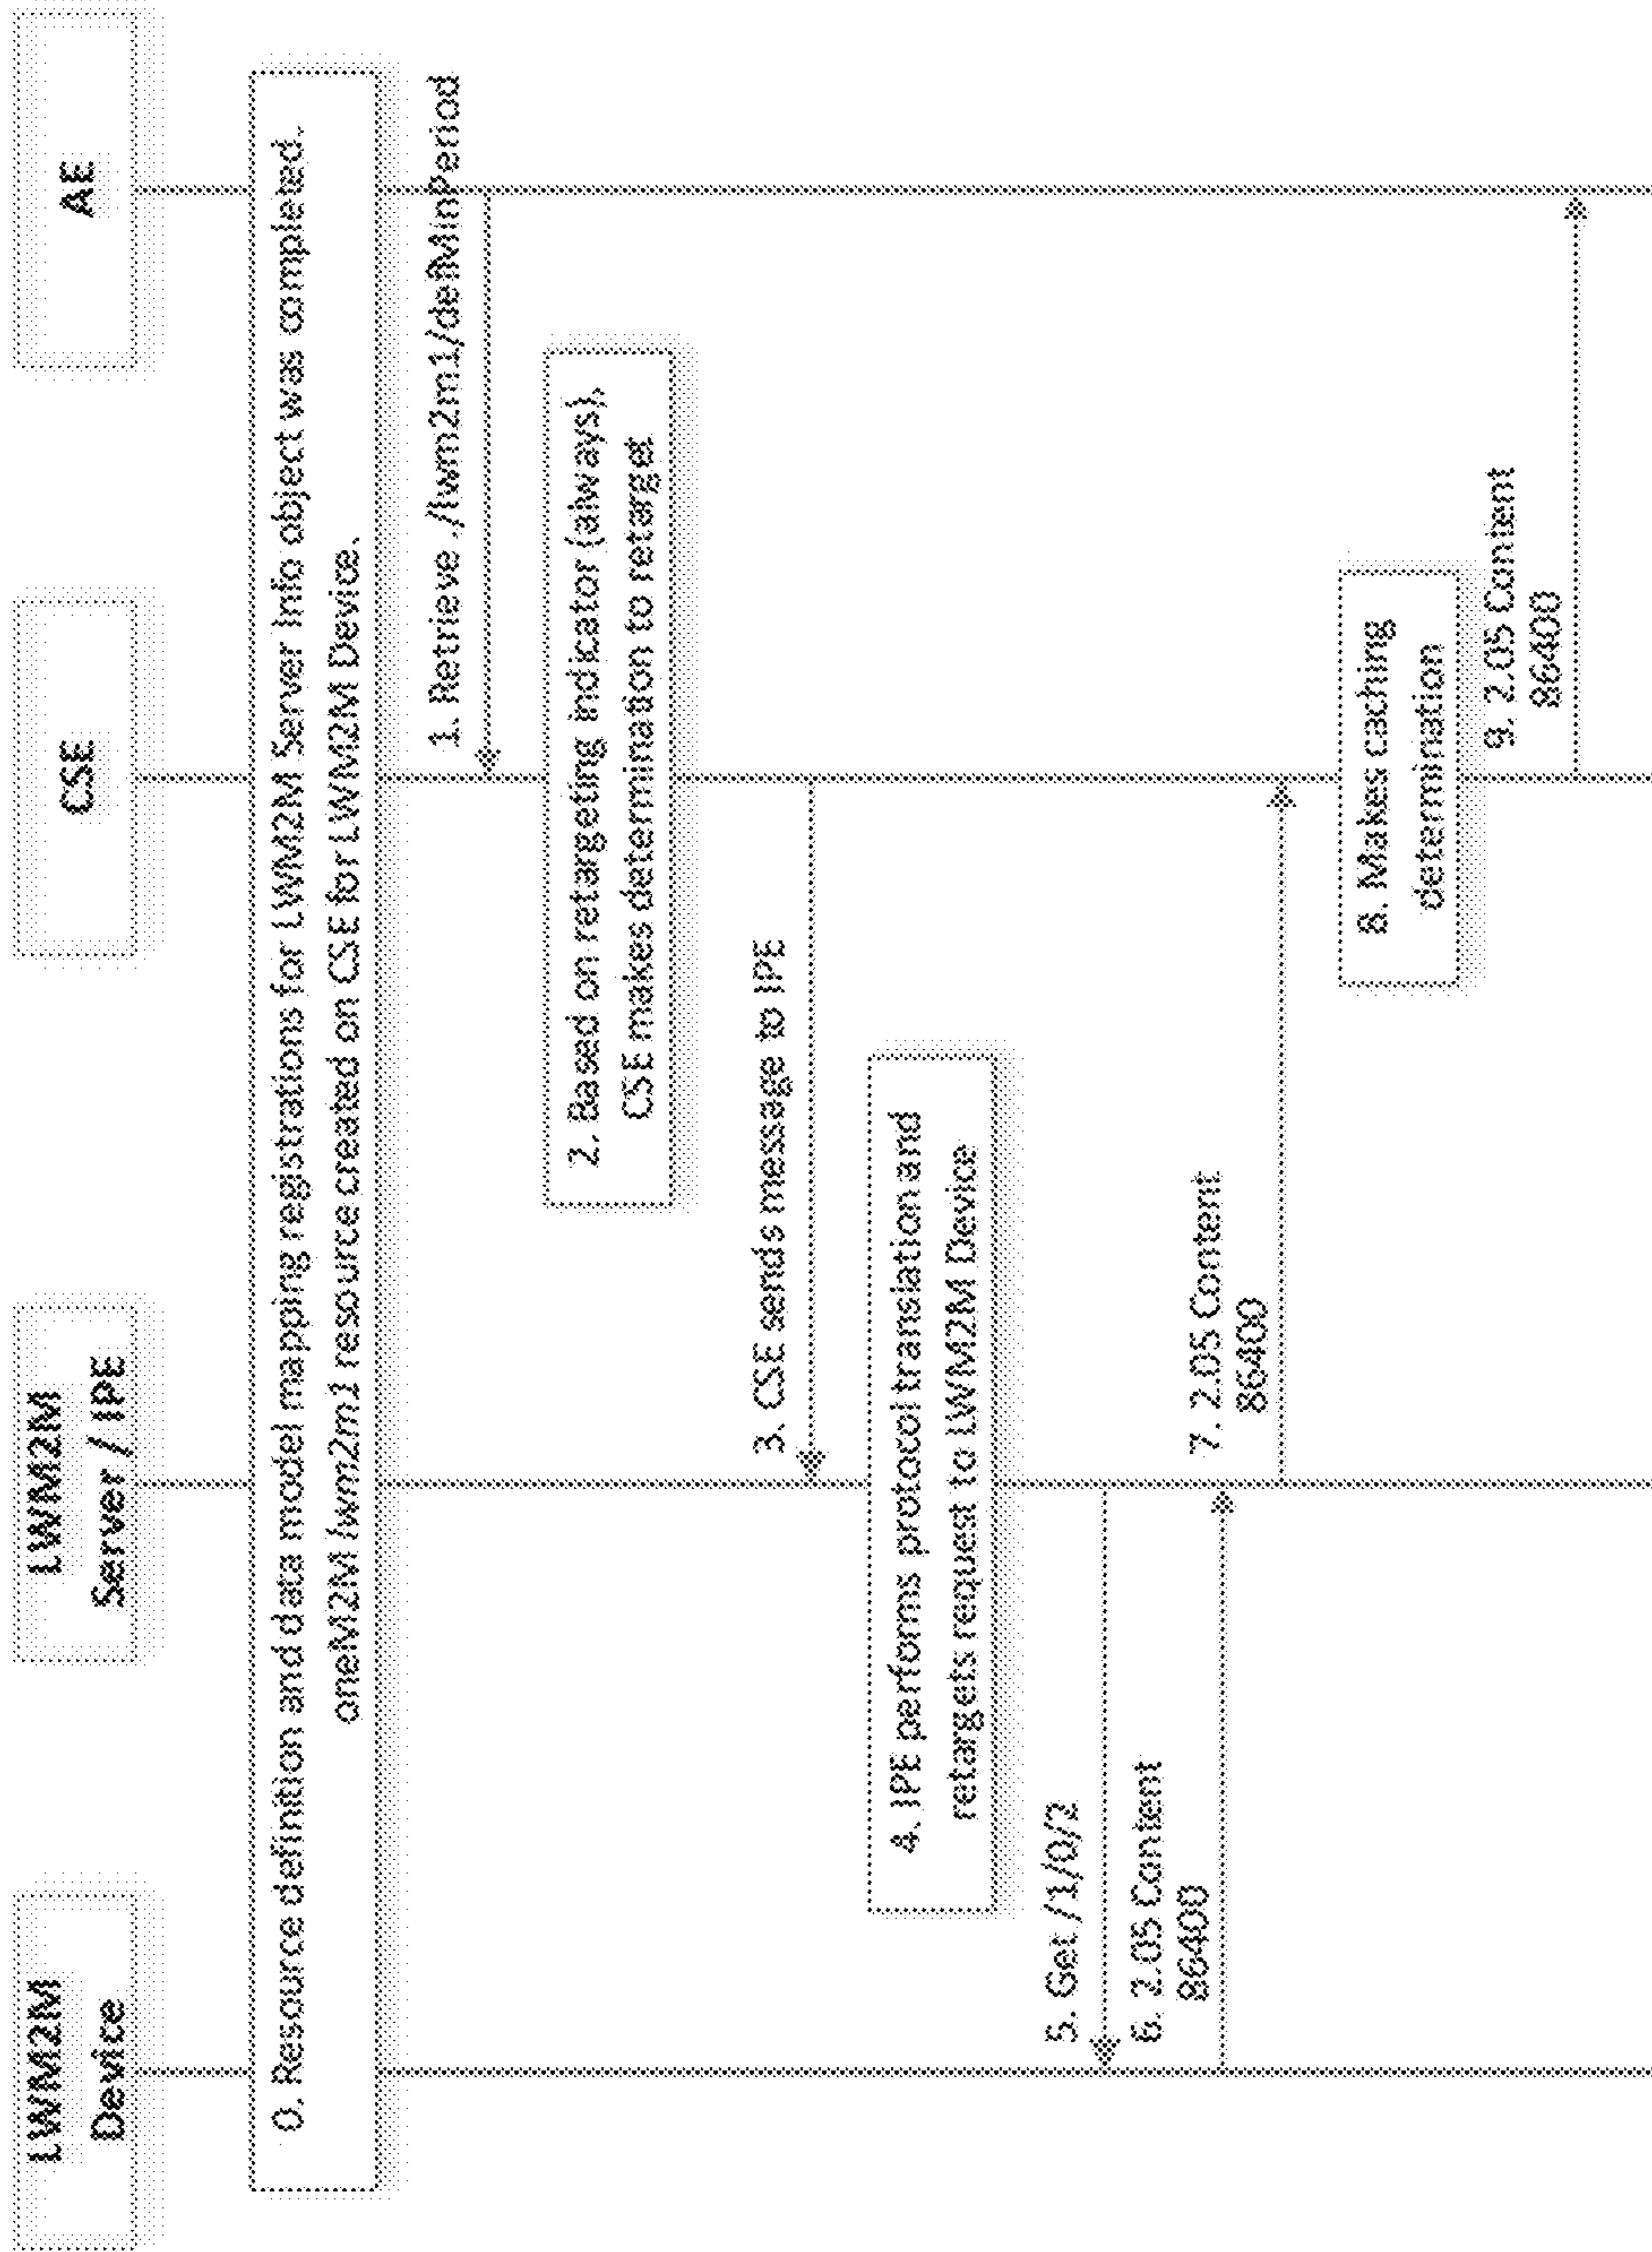 LWM2M
Device
LWM2M
Server / IPE
CSE
AE
0. Resource definition and data model mapping registrations for LWM2M Server Info object was completed.
oneM2M lwm2m1 resource created on CSE for LWM2M Device.
1. Retrieve ./lwm2m1/defMinPeriod
2. Based on retargeting indicator (always),
CSE makes determination to retarget
3. CSE sends message to IPE
4. IPE performs protocol translation and
retargets request to LWM2M Device
5. Get /1/0/2
6. 2.05 Content
86400
7. 2.05 Content
86400
8. Makes caching
determination
9. 2.05 Content
86400